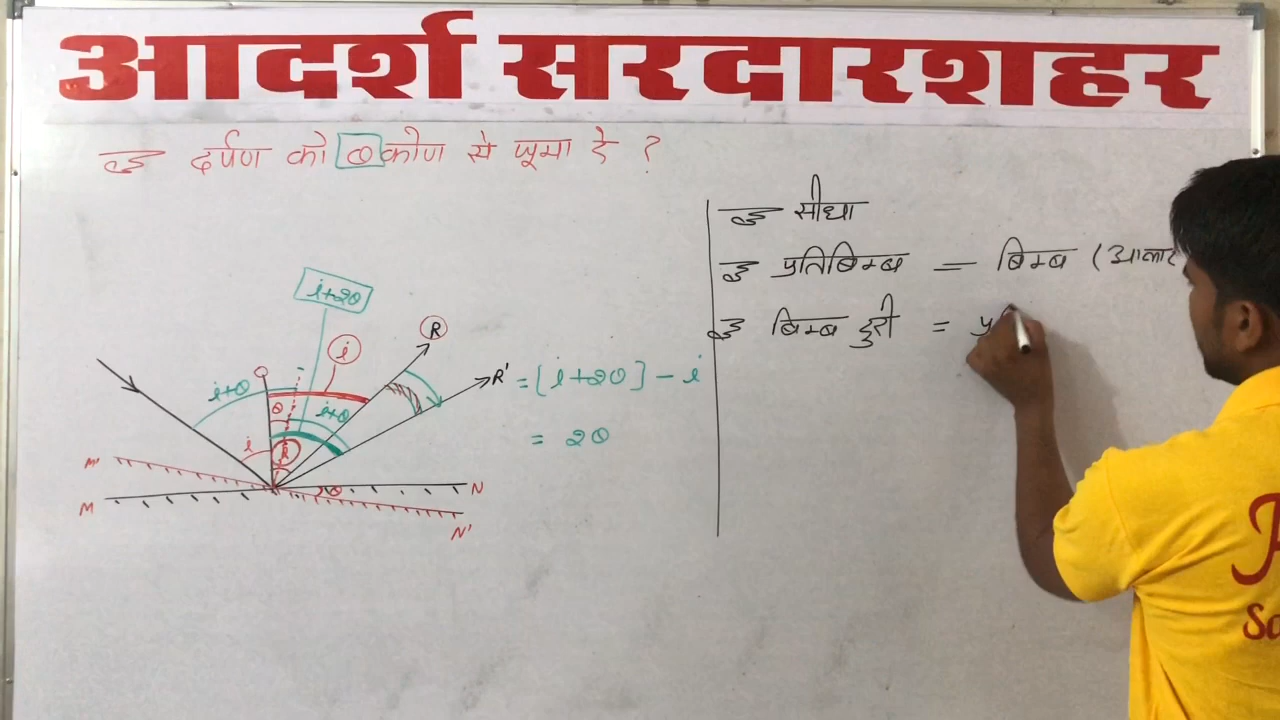 आदर्श सरदारशहर
दर्पण को θ कोण से घूमा दे ?
i+2θ
R
i
R'
= [i+2θ] - i
i+θ
θ
i+θ
= 2θ
i
M'
θ
N
M
N'
सीधा
प्रतिबिम्ब = बिम्ब (आकार
बिम्ब दुरी =